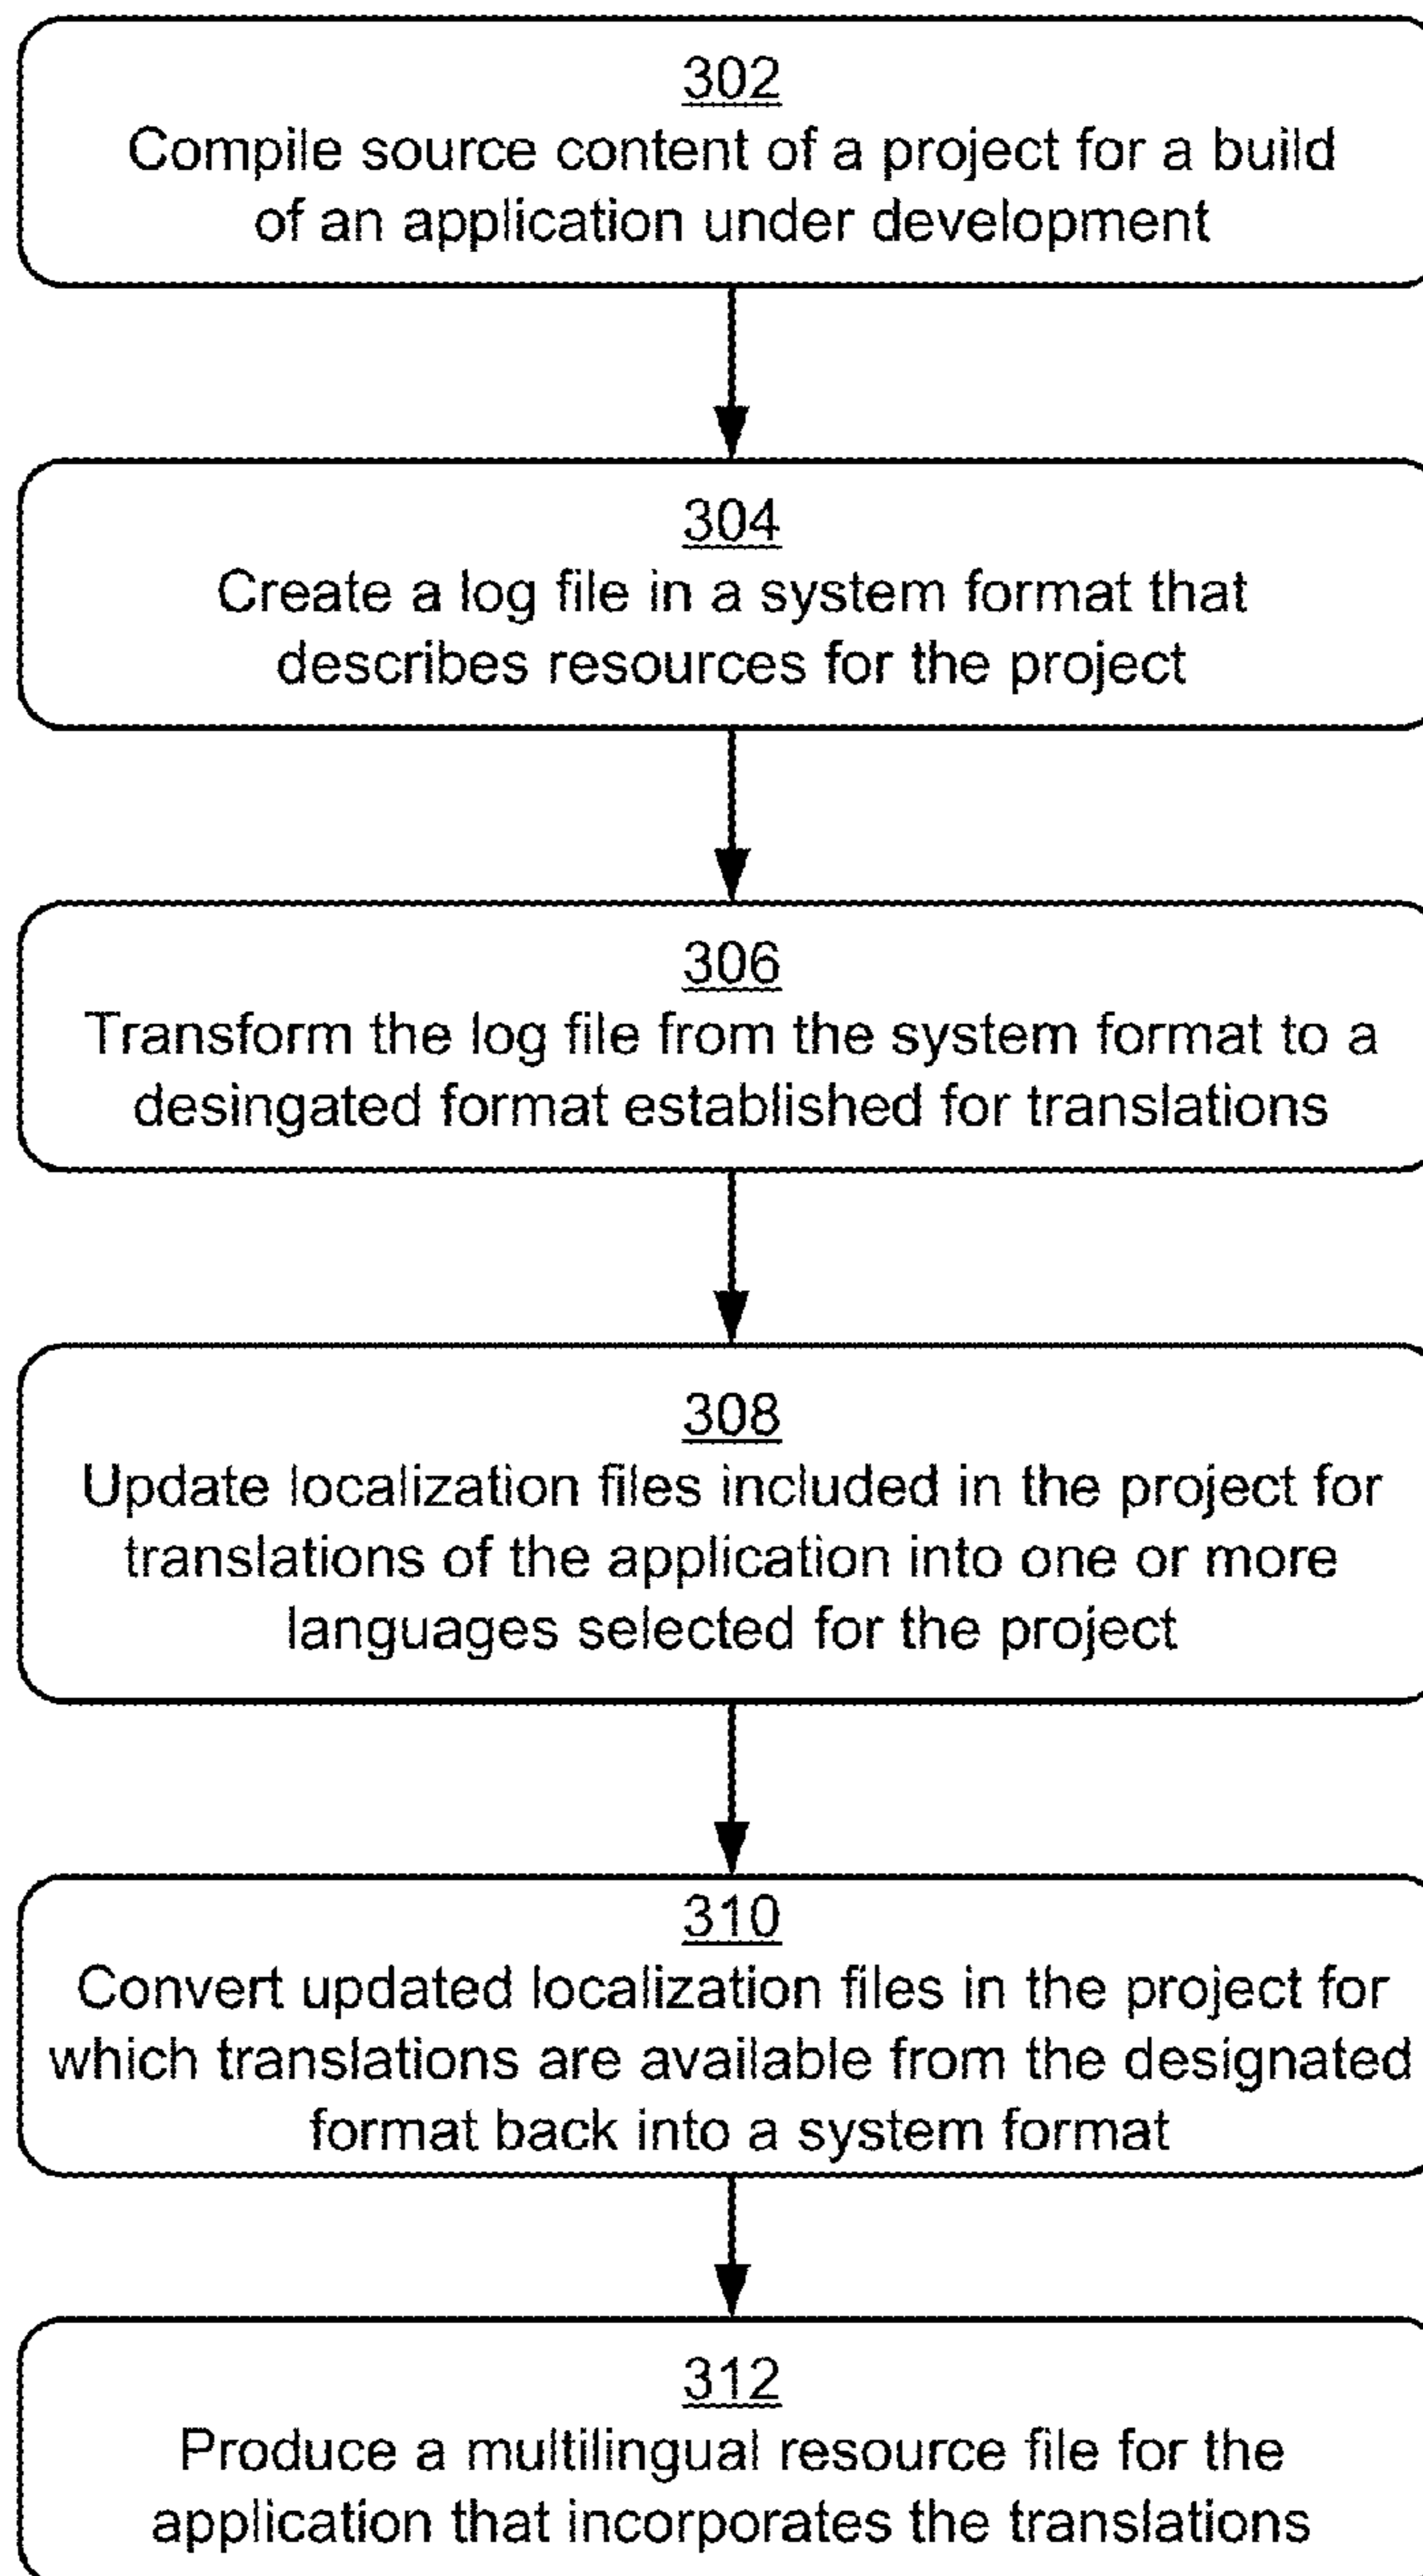 302
Compile source content of a project for a build
of an application under development
304
Create a log file in a system format that
describes resources for the project
306
Transform the log file from the system format to a
desingated format established for translations
308
Update localization files included in the project for
translations of the application into one or more
languages selected for the project
310
Convert updated localization files in the project for
which translations are available from the designated
format back into a system format
312
Produce a multilingual resource file for the
application that incorporates the translations